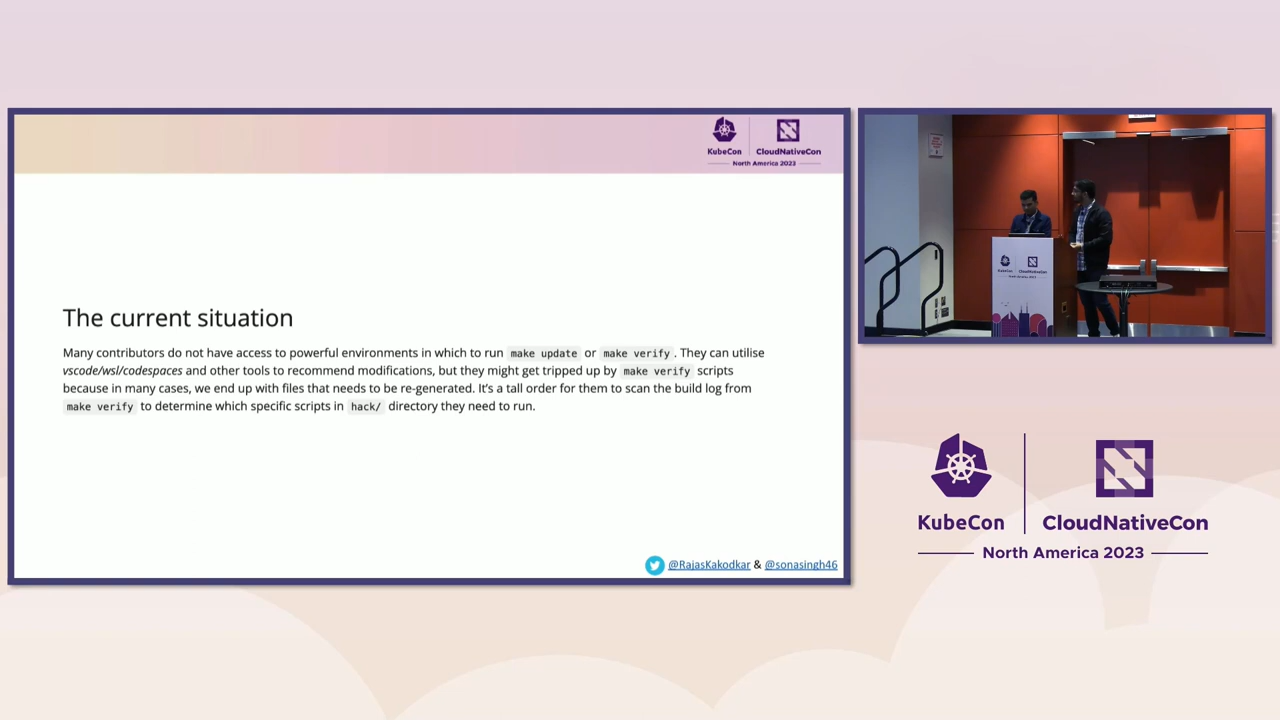 KubeCon
CloudNativeCon
North America 2023
The current situation
Many contributors do not have access to powerful environments in which to run make update or make verify. They can utilise
vscode/wsl/codespaces and other tools to recommend modifications, but they might get tripped up by make verify scripts
because in many cases, we end up with files that needs to be re-generated. It's a tall order for them to scan the build log from
make verify to determine which specific scripts in hack/ directory they need to run.
@RajasKakodkar & @sonasingh46
KubeCon
CloudNativeCon
KubeCon
CloudNativeCon
North America 2023